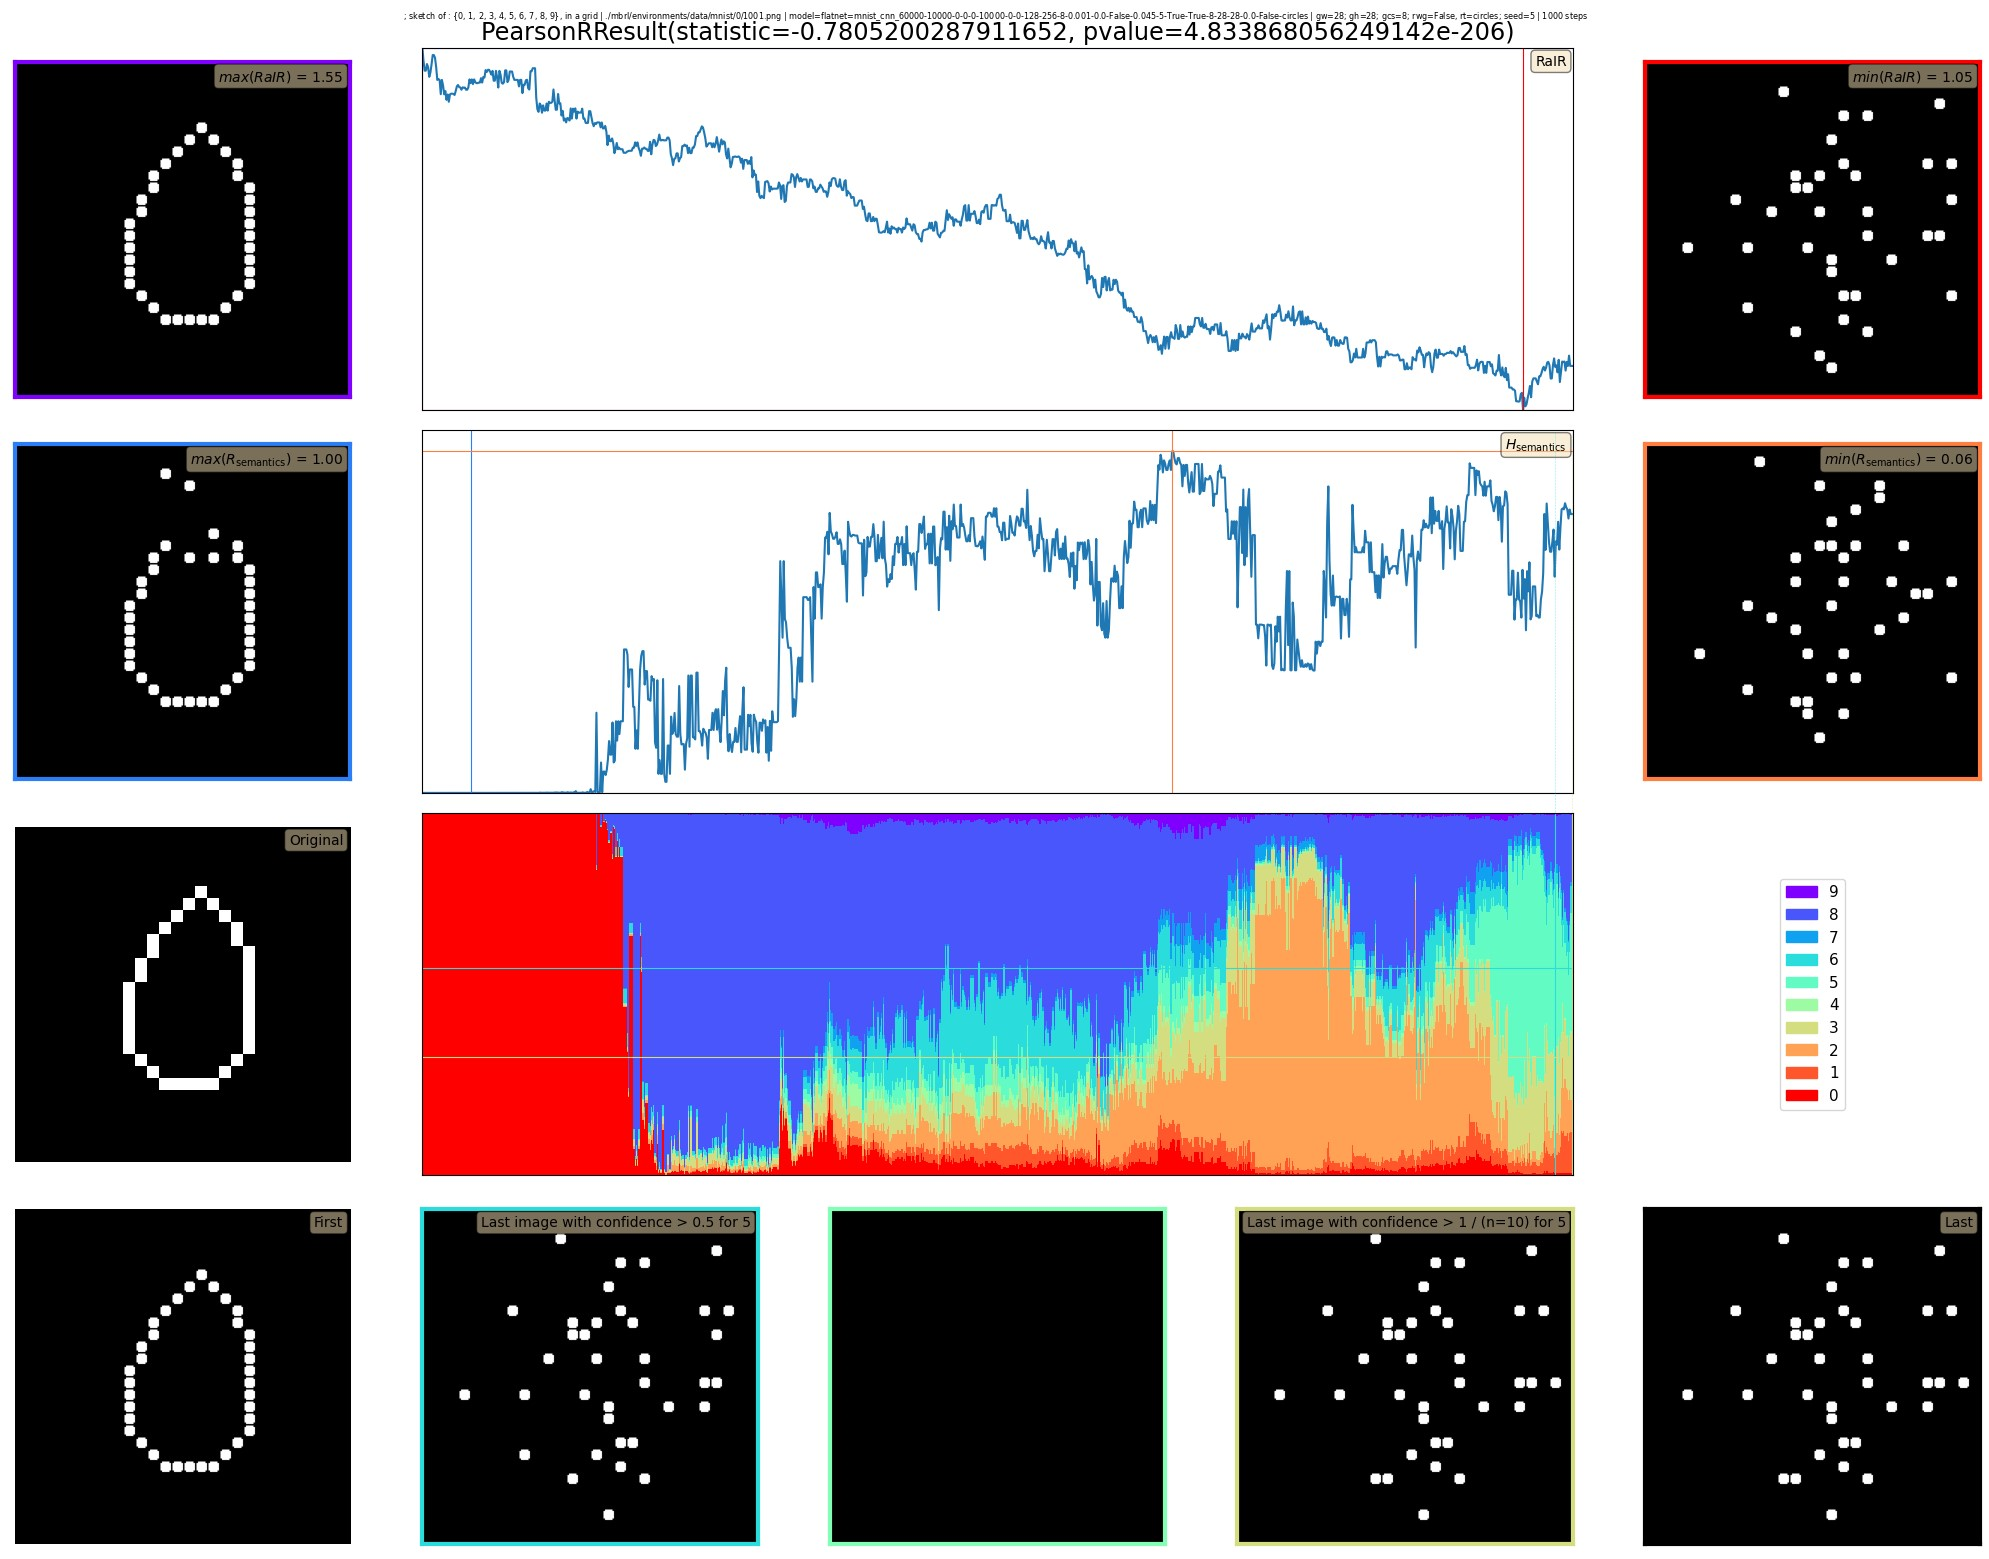 ; sketch of : {0, 1, 2, 3, 4, 5, 6, 7, 8, 9}, in a grid | ./mbrl/environments/data/mnist/0/1001.png | model=flatnet=mnist_cnn_60000-10000-0-0-0-10000-0-0-128-256-8-0.001-0.0-False-0.045-5-True-True-8-28-28-0.0-False-circles | gw=28; gh=28; gcs=8; rwg=False, rt=circles; seed=5 | 1000 steps
PearsonRResult(statistic=-0.7805200287911652, pvalue=4.833868056249142e-206)
max(RaIR) = 1.55
RaIR
min(RaIR) = 1.05
max(Rsemantics) = 1.00
Hsemantics
min(Rsemantics) = 0.06
Original
9
8
7
6
5
4
3
2
1
0
First
Last image with confidence > 0.5 for 5
Last image with confidence > 1 / (n=10) for 5
Last